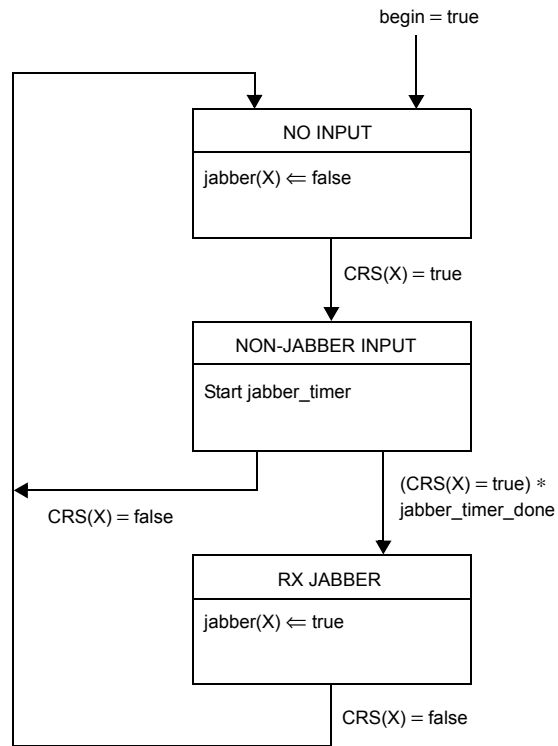 begin = true
NO INPUT
jabber(X) ⇐ false
CRS(X) = true
NON-JABBER INPUT
Start jabber_timer
(CRS(X) = true) *
jabber_timer_done
CRS(X) = false
RX JABBER
jabber(X) ⇐ true
CRS(X) = false